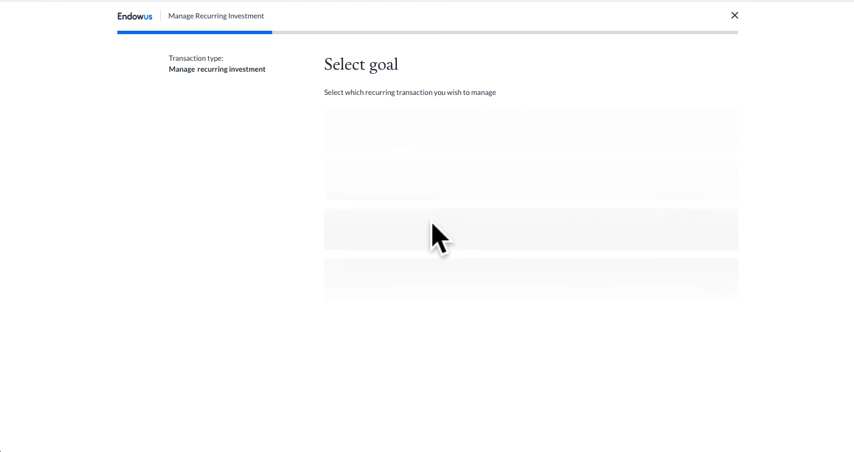 Endowus
Manage Recurring Investment
Transaction type:
Manage recurring investment
Select goal
Select which recurring transaction you wish to manage